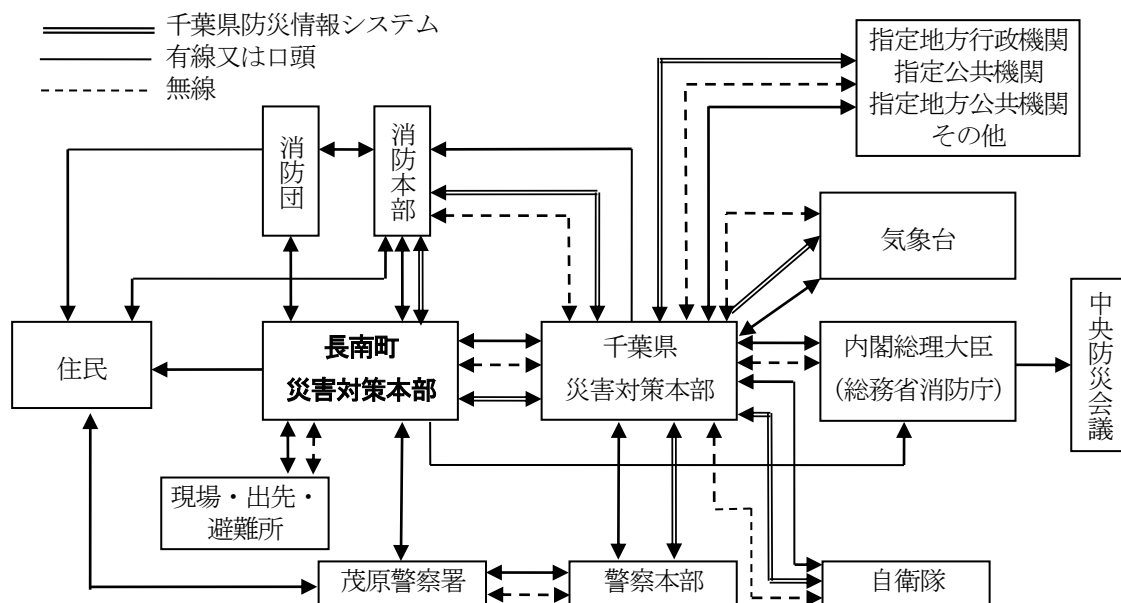 千葉県防災情報システム
有線又は口頭
無線
指定地方行政機関
指定公共機関
指定地方公共機関
その他
消防団
消防本部
気象台
住民
長南町
災害対策本部
千葉県
災害対策本部
内閣総理大臣
(総務省消防庁)
中央防災会議
現場・出先・
避難所
茂原警察署
警察本部
自衛隊